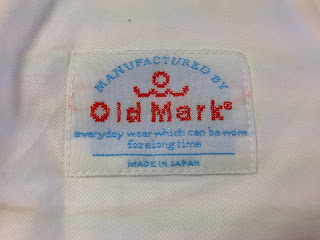 MANUFACTURED BY
Old Mark®
everyday wear which can be worn
for a long time
MADE IN JAPAN